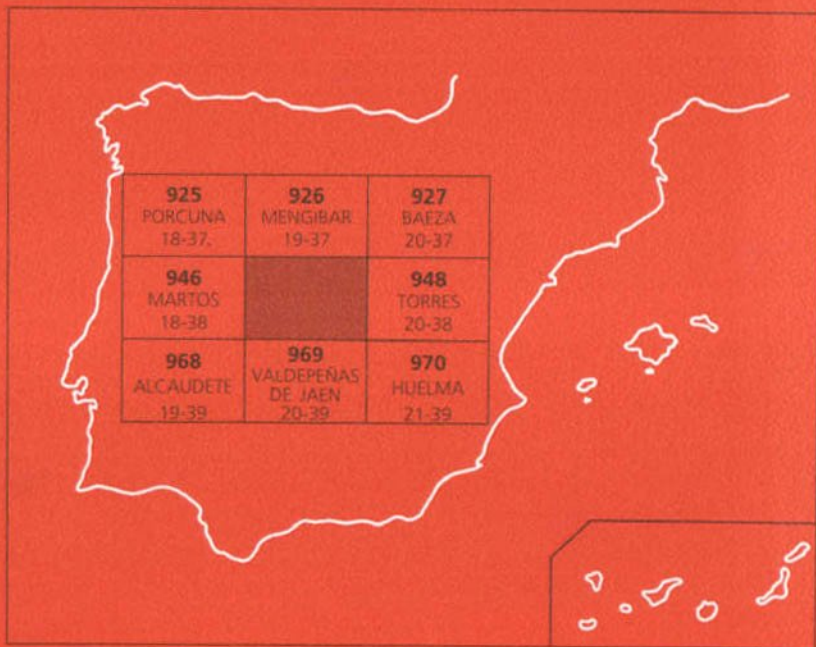 925
PORCUNA
18-37.
926
MENGIBAR
19-37
927
BAEZA
20-37
946
MARTOS
18-38
948
TORRES
20-38
968
ALCAUDETE
19-39
969
VALDEPEÑAS
DE JAEN
20-39
970
HUELMA
21-39